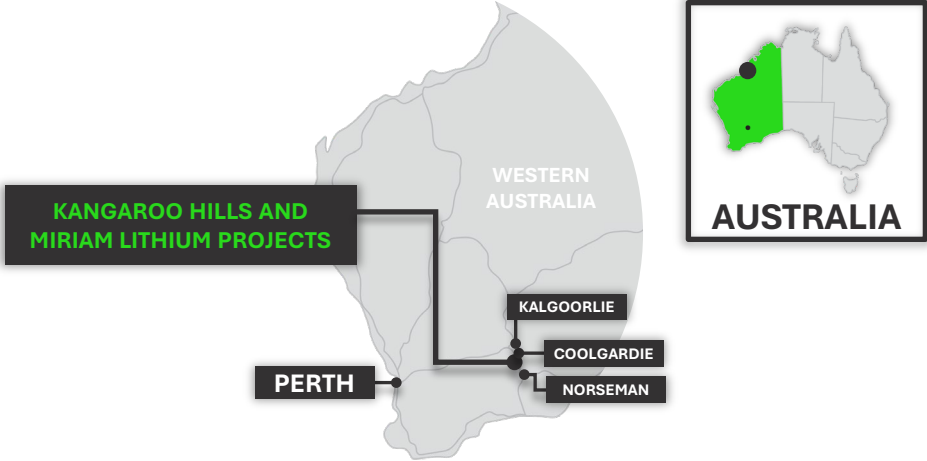 WESTERN
AUSTRALIA
KANGAROO HILLS AND
MIRIAM LITHIUM PROJECTS
AUSTRALIA
KALGOORLIE
COOLGARDIE
PERTH
NORSEMAN